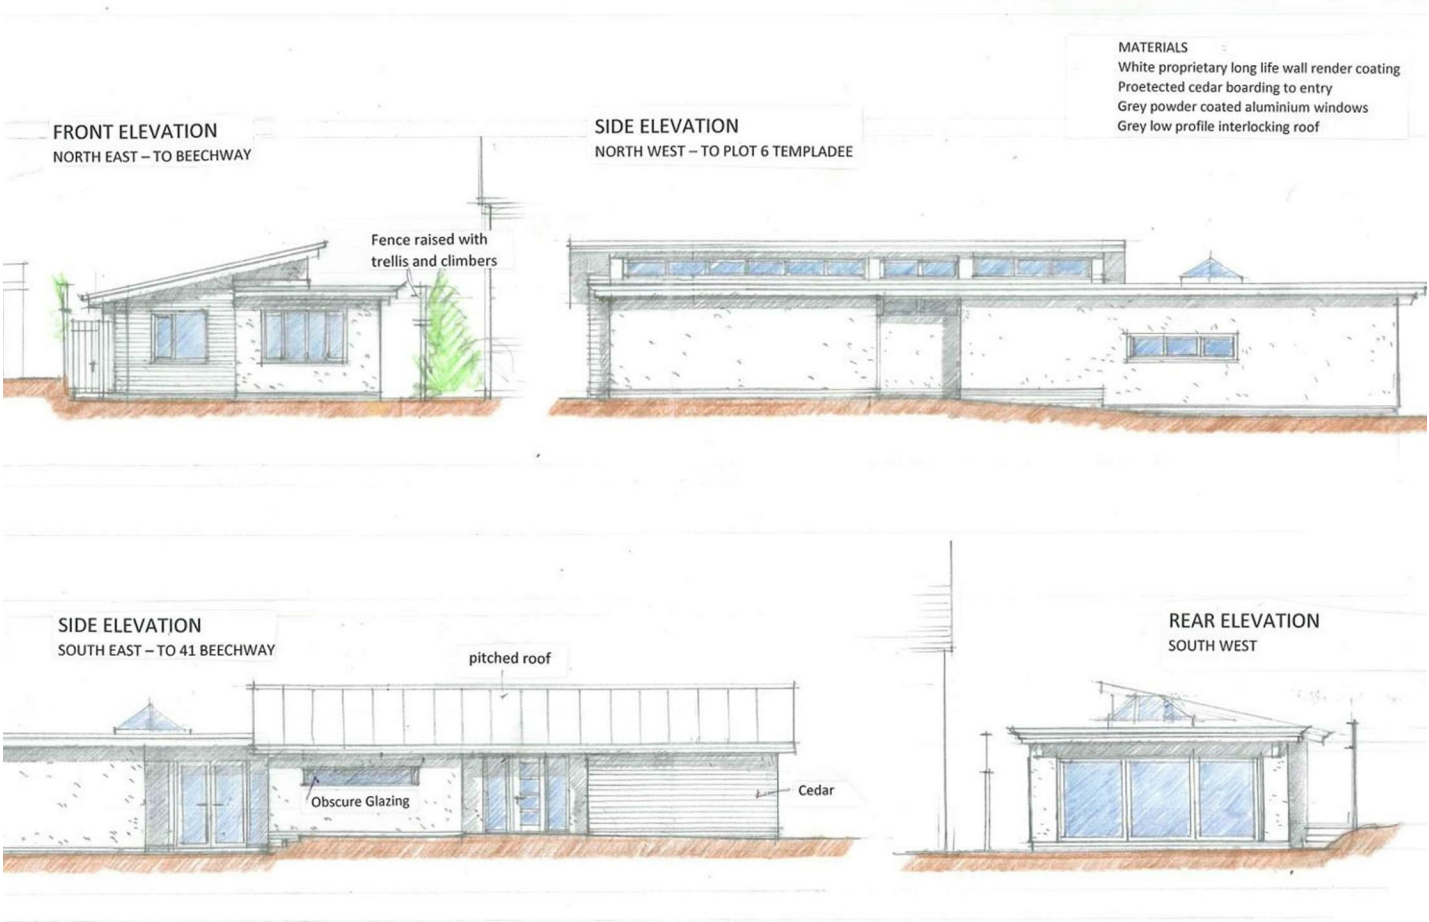 MATERIALS
White proprietary long life wall render coating
Proetected cedar boarding to entry
Grey powder coated aluminium windows
Grey low profile interlocking roof
FRONT ELEVATION
NORTH EAST – TO BEECHWAY
SIDE ELEVATION
NORTH WEST – TO PLOT 6 TEMPLADEE
Fence raised with
trellis and climbers
SIDE ELEVATION
SOUTH EAST – TO 41 BEECHWAY
pitched roof
Obscure Glazing
Cedar
REAR ELEVATION
SOUTH WEST